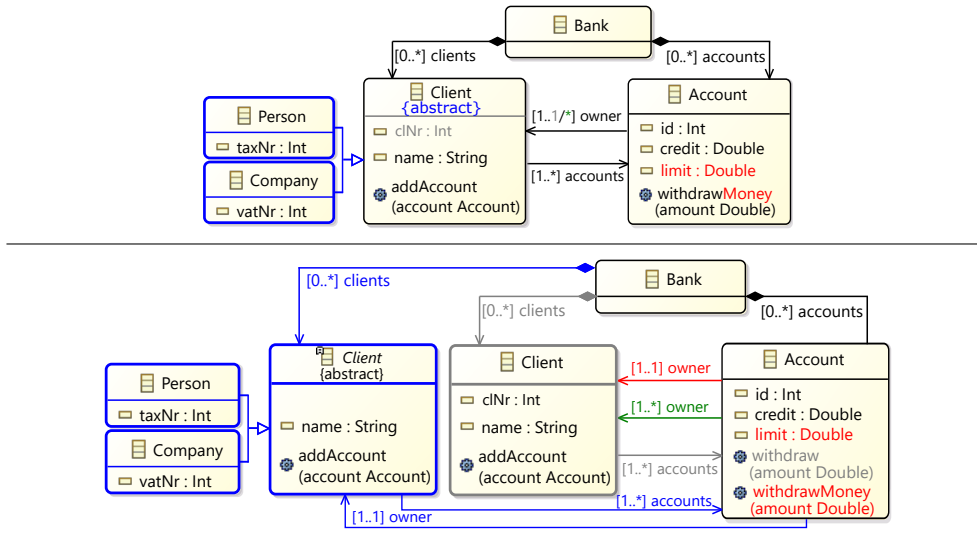 Bank
[0..*] clients
[0..*] accounts
Client
{abstract}
clNr : Int
name : String
addAccount
(account Account)
Account
id : Int
credit : Double
limit : Double
withdrawMoney
(amount Double)
[1..1/*] owner
[1..*] accounts
Person
taxNr : Int
Company
vatNr : Int
Bank
[0..*] clients
[0..*] clients
[0..*] accounts
Client
{abstract}
name : String
addAccount
(account Account)
Client
clNr : Int
name : String
addAccount
(account Account)
[1..1] owner
[1..*] owner
[1..*] accounts
[1..*] accounts
[1..1] owner
Account
id : Int
credit : Double
limit : Double
withdraw
(amount Double)
withdrawMoney
(amount Double)
Person
taxNr : Int
Company
vatNr : Int